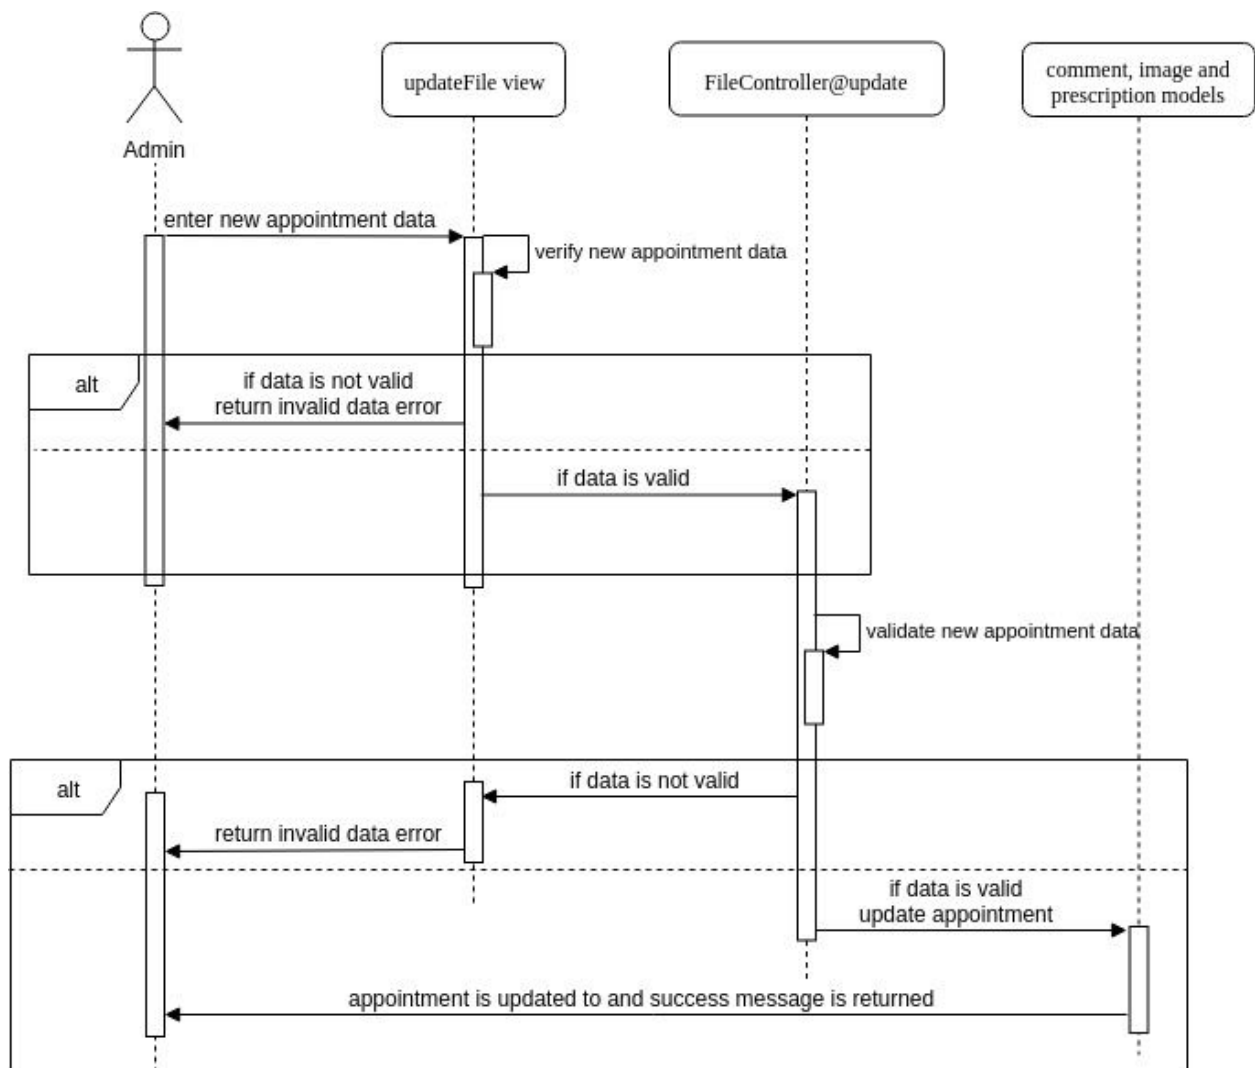 Admin
updateFile view
FileController@update
comment, image and
prescription models
enter new appointment data
verify new appointment data
alt
if data is not valid
return invalid data error
if data is valid
validate new appointment data
alt
if data is not valid
return invalid data error
if data is valid
update appointment
appointment is updated to and success message is returned